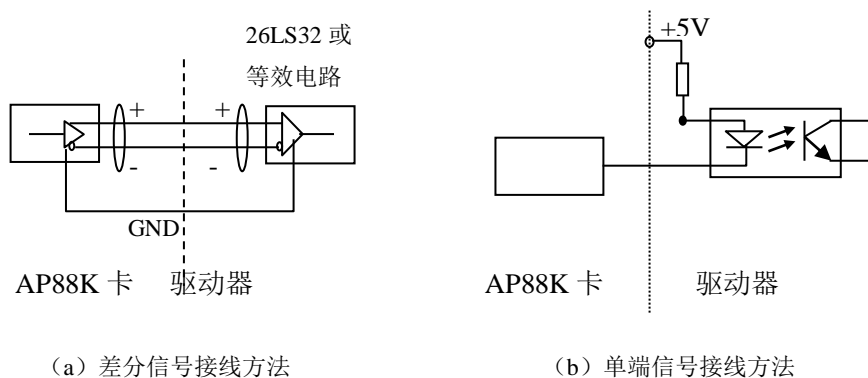 26LS32 或
等效电路
+ +
- -
GND
AP88K 卡 驱动器
（a）差分信号接线方法
+5V
AP88K 卡 驱动器
（b）单端信号接线方法